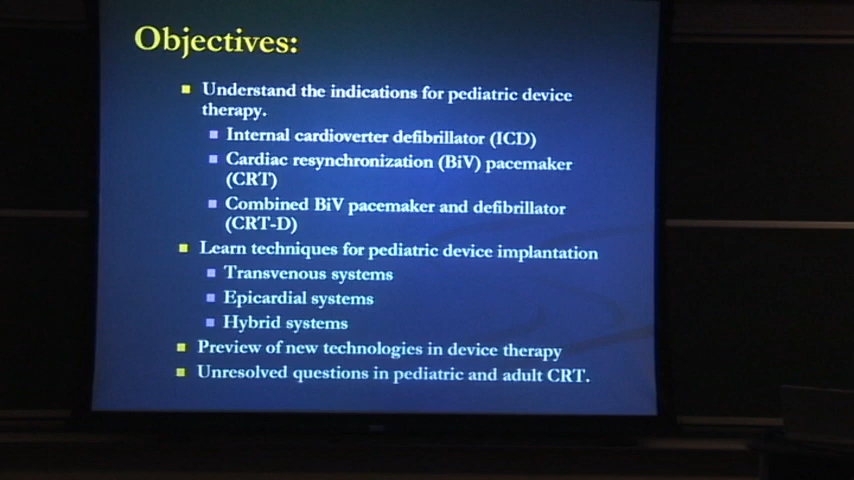 Objectives:
Understand the indications for pediatric device
therapy.
Internal cardioverter defibrillator (ICD)
Cardiac resynchronization (BiV) pacemaker
(CRT)
Combined BiV pacemaker and defibrillator
(CRT-D)
Learn techniques for pediatric device implantation
Transvenous systems
Epicardial systems
Hybrid systems
Preview of new technologies in device therapy
Unresolved questions in pediatric and adult CRT.